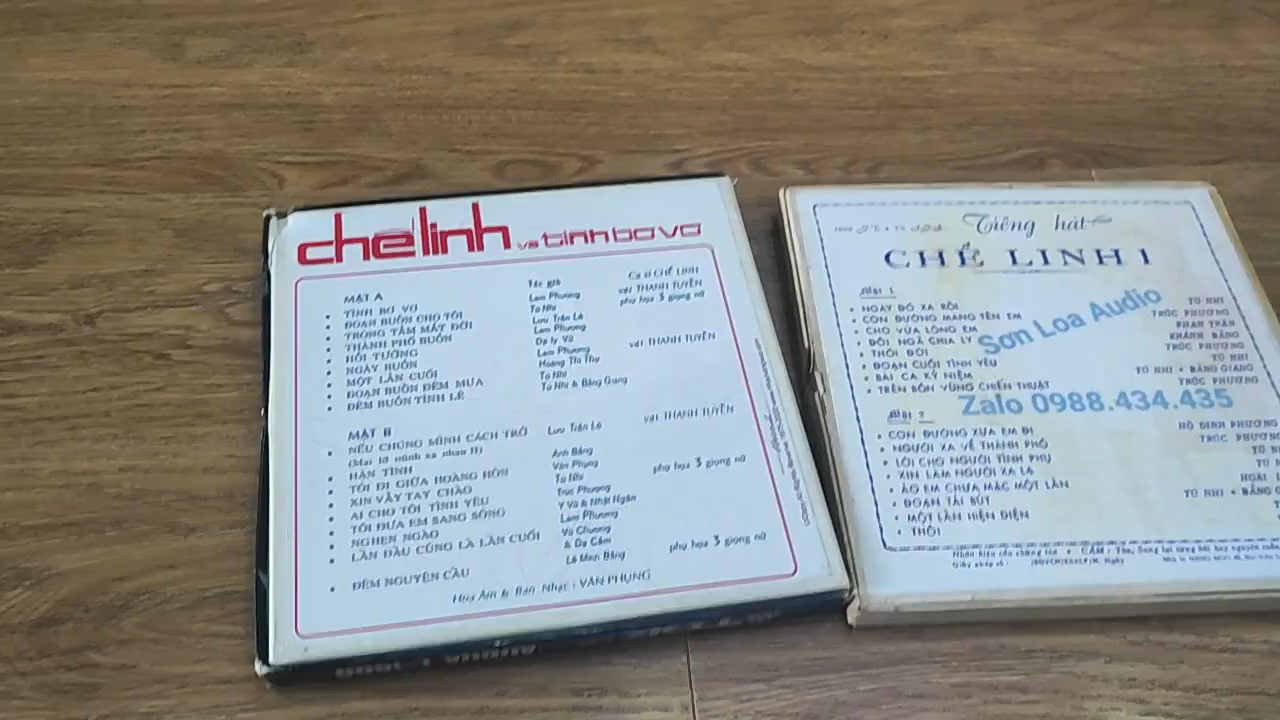 chế linh và tình bơ vơ
MẶT A
Tác giả
Ca sĩ CHẾ LINH
TÌNH BƠ VƠ
Lam Phương
với THANH TUYỀN
ĐOẠN BUỒN CHO TÔI
Tú Nhi
phụ họa 3 giọng nữ
TRONG TẦM MẮT ĐỜI
Lưu Trần Lê
THÀNH PHỐ BUỒN
Lam Phương
HỒI TƯỞNG
Dạ ly Vũ
với THANH TUYỀN
NGÀY BUỒN
Lam Phương
MỘT LẦN CUỐI
Hoàng Thi Thơ
ĐOẠN BUỒN ĐÊM MƯA
Tú Nhi
ĐÊM BUỒN TỈNH LẺ
Tú Nhi & Bằng Giang
MẶT B
với THANH TUYỀN
NẾU CHÚNG MÌNH CÁCH TRỞ
Lưu Trần Lê
HẬN TÌNH
Anh Bằng
TÔI ĐI GIỮA HOÀNG HÔN
Văn Phụng
phụ họa 3 giọng nữ
XIN VẪY TAY CHÀO
Tú Nhi
AI CHO TÔI TÌNH YÊU
Trúc Phương
TÔI ĐƯA EM SANG SÔNG
Y Vũ & Nhật Ngân
NGHẸN NGÀO
Lam Phương
LẦN ĐẦU CŨNG LÀ LẦN CUỐI
Vũ Chương
& Dạ Cầm
ĐÊM NGUYỆN CẦU
Lê Minh Bằng
phụ họa 3 giọng nữ
Hòa Âm & Ban Nhạc : VĂN PHỤNG
Tiếng hát
CHẾ LINH 1
Mặt 1
NGÀY ĐÓ XA RỒI
TÚ NHI
CON ĐƯỜNG MANG TÊN EM
TRÚC PHƯƠNG
CHO VỪA LÒNG EM
PHAN TRẦN
ĐÔI NGẢ CHIA LY
KHÁNH BĂNG
THÓI ĐỜI
TRÚC PHƯƠNG
ĐOẠN CUỐI TÌNH YÊU
TÚ NHI
BÀI CA KỶ NIỆM
TÚ NHI • BẰNG GIANG
TRÊN BỐN VÙNG CHIẾN THUẬT
TRÚC PHƯƠNG
Sơn Loa Audio
Zalo 0988.434.435
Mặt 2
CON ĐƯỜNG XƯA EM ĐI
HỒ ĐÌNH PHƯƠNG
NGƯỜI XA VỀ THÀNH PHỐ
TRÚC PHƯƠNG
LỜI CHO NGƯỜI TÌNH PHỤ
XIN LÀM NGƯỜI XA LẠ
ÁO EM CHƯA MẶC MỘT LẦN
ĐOẠN TÁI BÚT
TÚ NHI • BẰNG
MỘT LẦN HIỆN DIỆN
THÔI